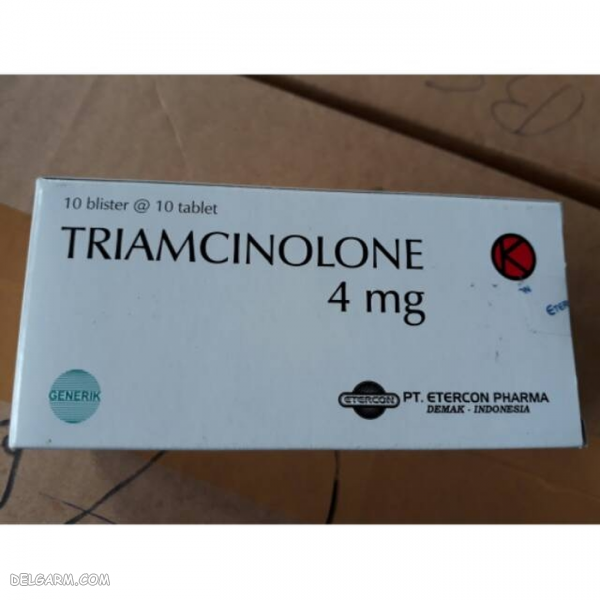 10 blister @ 10 tablet
TRIAMCINOLONE
4 mg
K
GENERIK
ETERCON
PT. ETERCON PHARMA
DEMAK - INDONESIA
DELGARM.COM